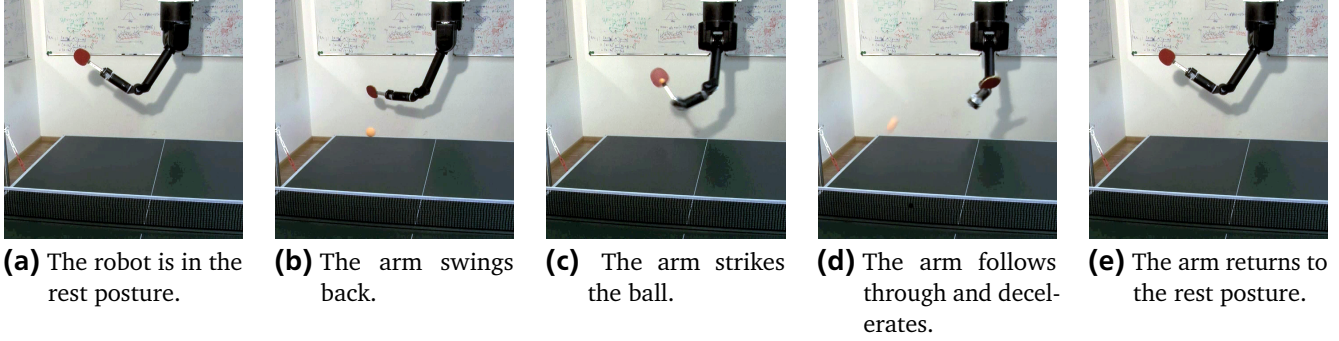 (a) The robot is in the
rest posture.
(b) The arm swings
back.
(c) The arm strikes
the ball.
(d) The arm follows
through and decel-
erates.
(e) The arm returns to
the rest posture.